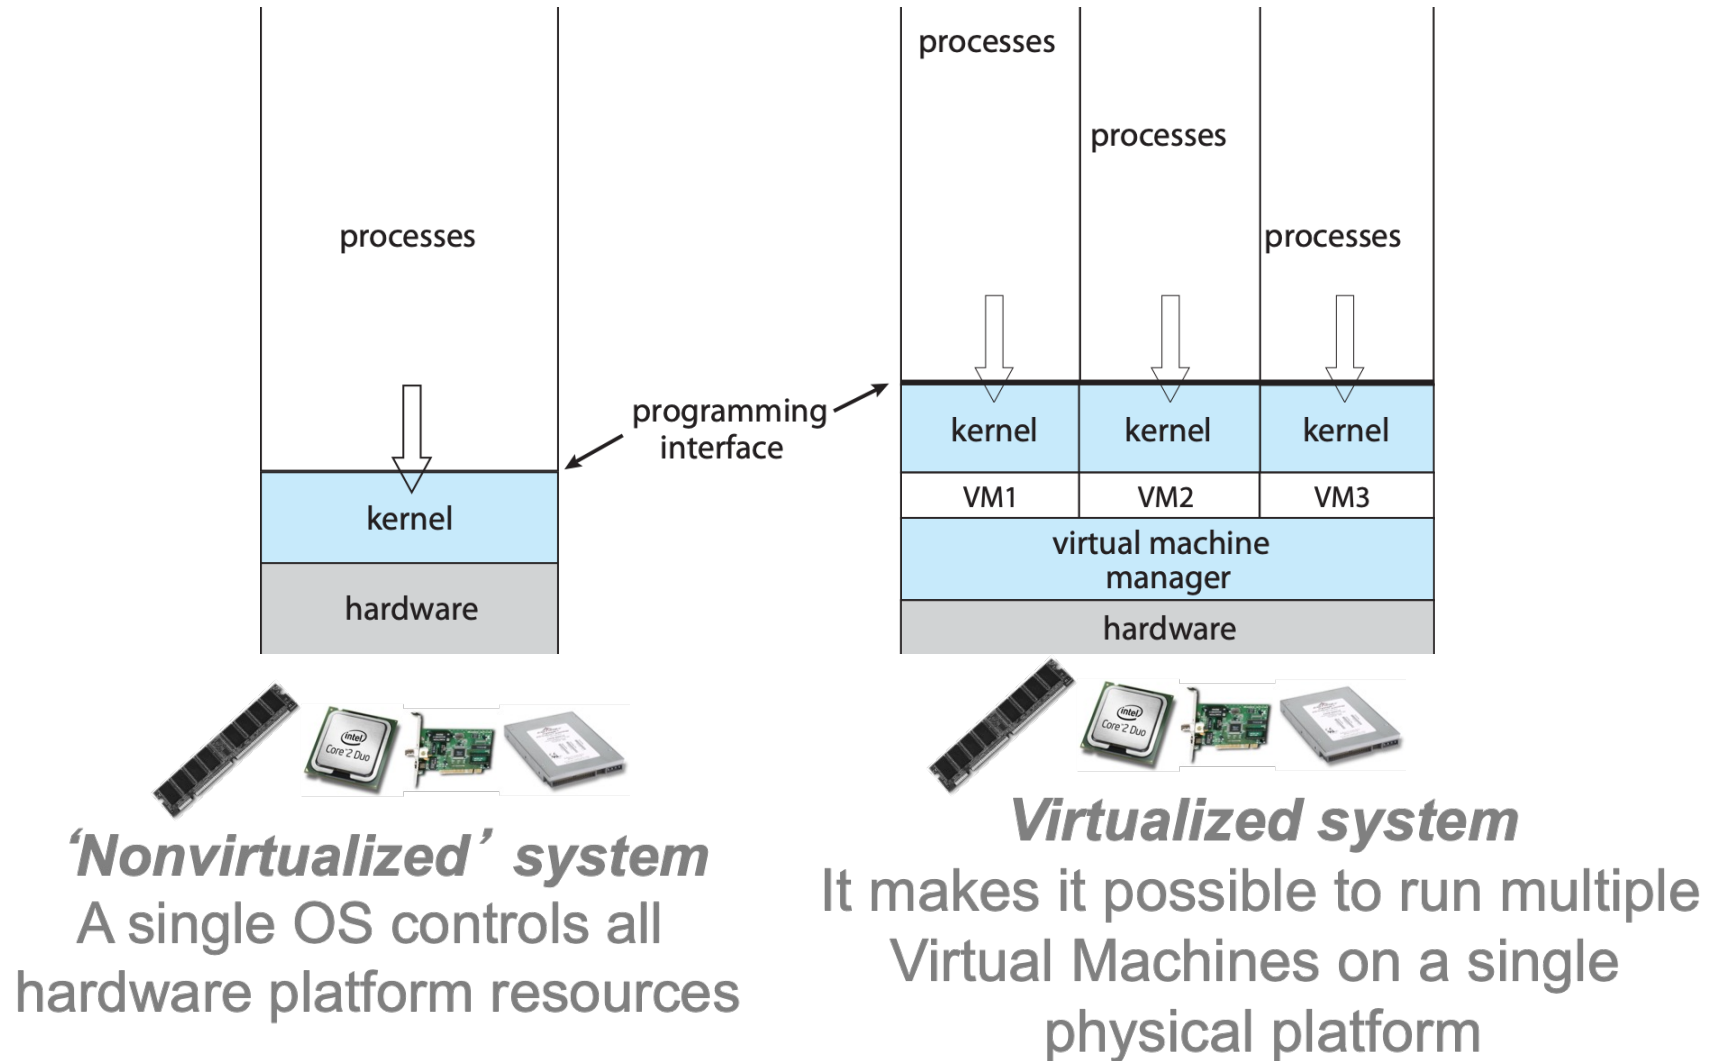 processes
kernel
hardware
programming
interface
processes
processes
processes
kernel
kernel
kernel
VM1
VM2
VM3
virtual machine
manager
hardware
intel
Core 2 Duo
intel
Core 2 Duo
‘Nonvirtualized’ system
A single OS controls all
hardware platform resources
Virtualized system
It makes it possible to run multiple
Virtual Machines on a single
physical platform